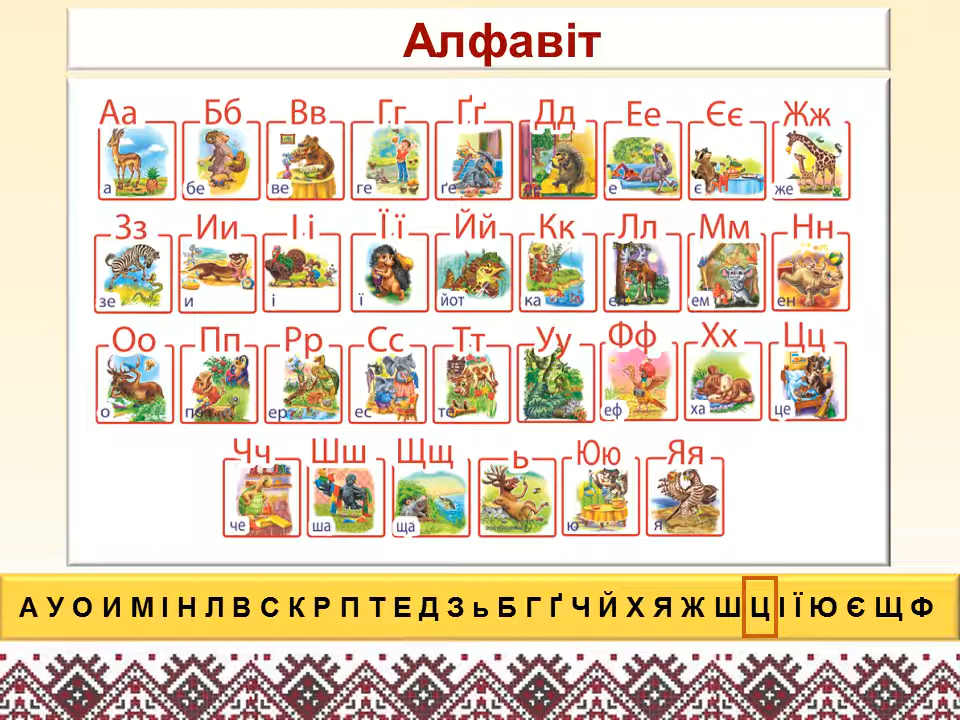 Алфавіт
Аа Бб Вв Гг Ґґ Дд Ее Єє Жж
а бе ве ге ґе е є же
Зз Ии Іі Її Йй Кк Лл Мм Нн
зе и і ї йот ка ем ен
Оо Пп Рр Сс Тт Уу Фф Хх Цц
о ер ес те еф ха це
Чч Шш Щщ ь Юю Яя
че ша ща ю я
А У О И М І Н Л В С К Р П Т Е Д З ь Б Г Ґ Ч Й Х Я Ж Ш Ц І Ї Ю Є Щ Ф